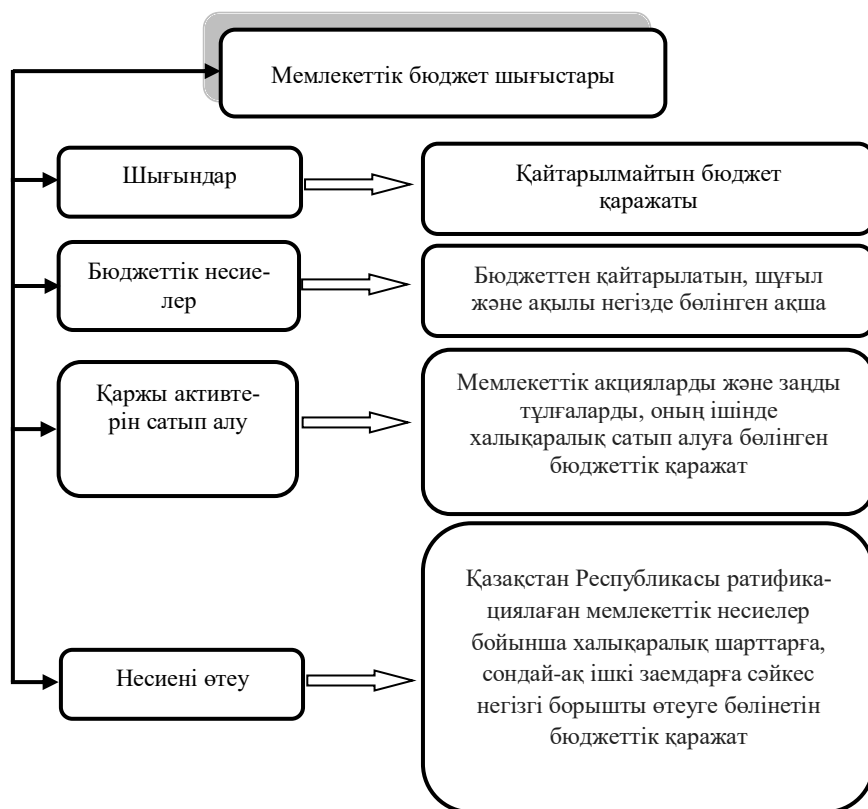 Мемлекеттік бюджет шығыстары
Шығындар
Қайтарылмайтын бюджет
қаражаты
Бюджеттік несие-
лер
Бюджеттен қайтарылатын, шұғыл
және ақылы негізде бөлінген ақша
Қаржы активте-
рін сатып алу
Мемлекеттік акцияларды және заңды
тұлғаларды, оның ішінде
халықаралық сатып алуға бөлінген
бюджеттік қаражат
Несиені өтеу
Қазақстан Республикасы ратифика-
циялаған мемлекеттік несиелер
бойынша халықаралық шарттарға,
сондай-ақ ішкі заемдарға сәйкес
негізгі борышты өтеуге бөлінетін
бюджеттік қаражат